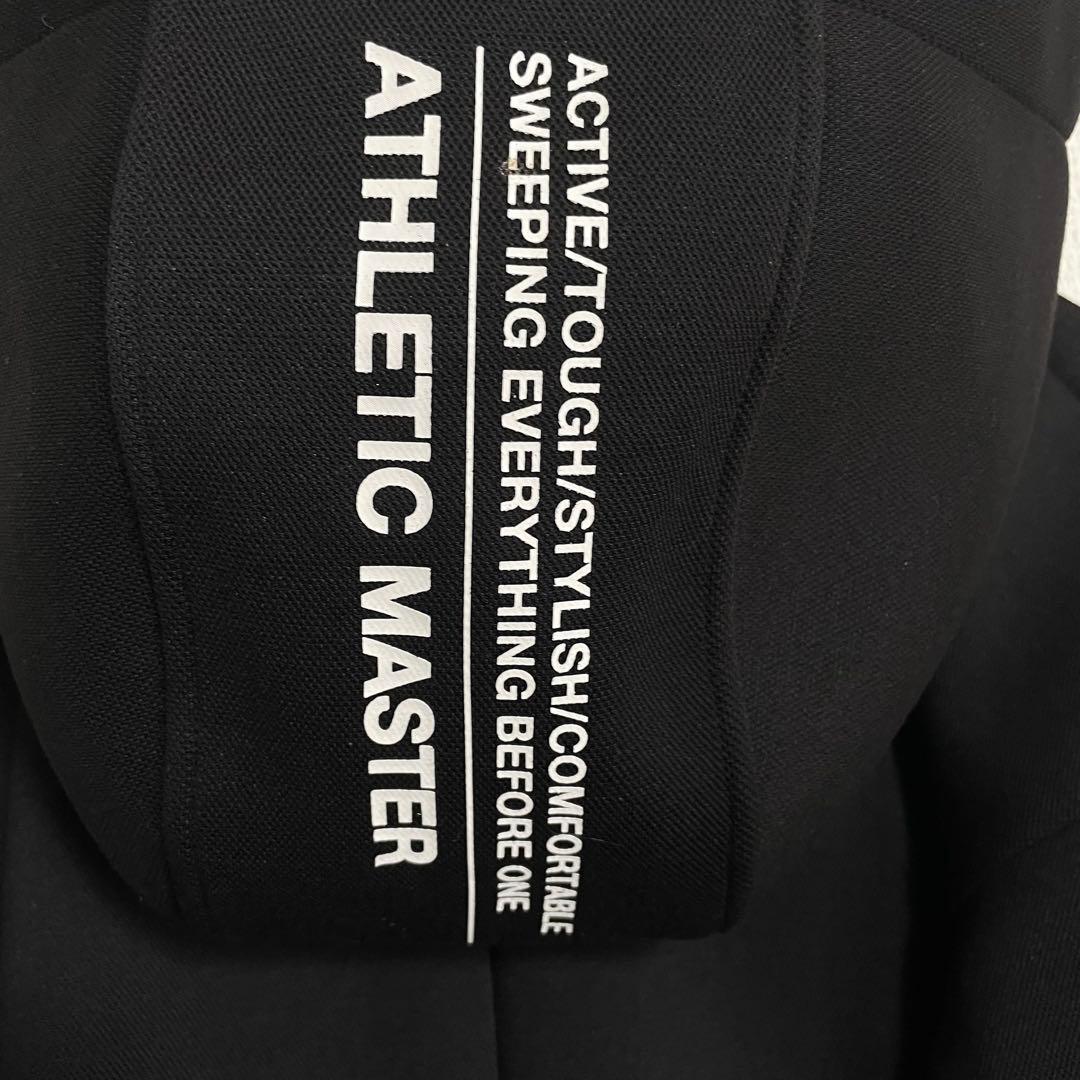 ACTIVE/TOUGH/STYLISH/COMFORTABLE
SWEEPING EVERYTHING BEFORE ONE
ATHLETIC MASTER